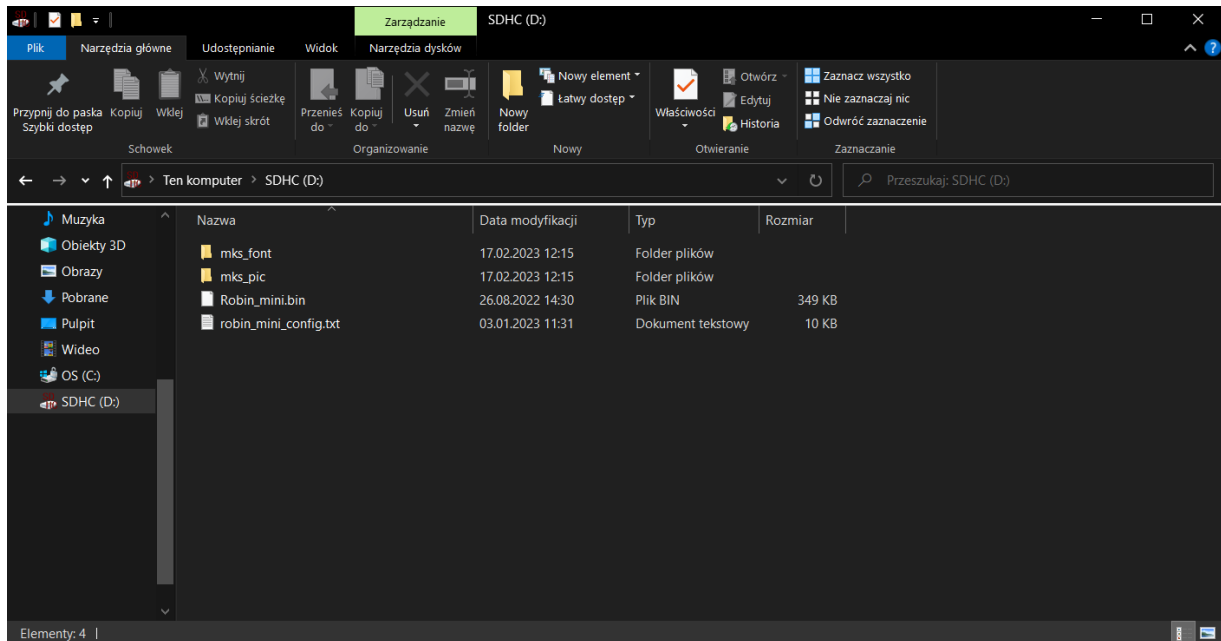 Zarządzanie
SDHC (D:)
Plik
Narzędzia główne
Udostępnianie
Widok
Narzędzia dysków
?
Przypnij do paska
Szybki dostęp
Kopiuj
Wklej
Wytnij
Kopiuj ścieżkę
Wklej skrót
Schowek
Przenieś
do
Kopiuj
do
Usuń
Zmień
nazwę
Organizowanie
Nowy
folder
Nowy element
Łatwy dostęp
Nowy
Właściwości
Otwórz
Edytuj
Historia
Otwieranie
Zaznacz wszystko
Nie zaznaczaj nic
Odwróć zaznaczenie
Zaznaczanie
Ten komputer
SDHC (D:)
Przeszukaj: SDHC (D:)
Muzyka
Obiekty 3D
Obrazy
Pobrane
Pulpit
Wideo
OS (C:)
SDHC (D:)
Nazwa Data modyfikacji Typ Rozmiar
mks_font 17.02.2023 12:15 Folder plików
mks_pic 17.02.2023 12:15 Folder plików
Robin_mini.bin 26.08.2022 14:30 Plik BIN 349 KB
robin_mini_config.txt 03.01.2023 11:31 Dokument tekstowy 10 KB
Elementy: 4